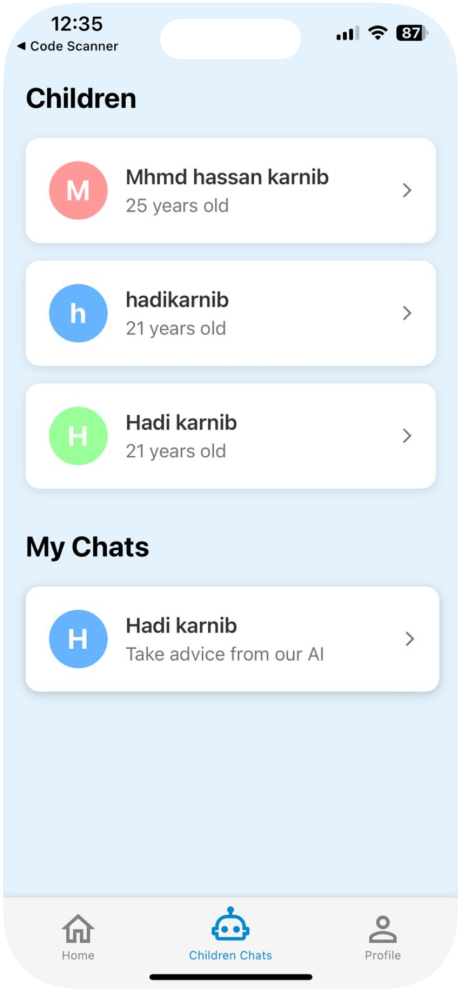 12:35
87
◀ Code Scanner
Children
M
Mhmd hassan karnib
25 years old
h
hadikarnib
21 years old
H
Hadi karnib
21 years old
My Chats
H
Hadi karnib
Take advice from our AI
Home
Children Chats
Profile